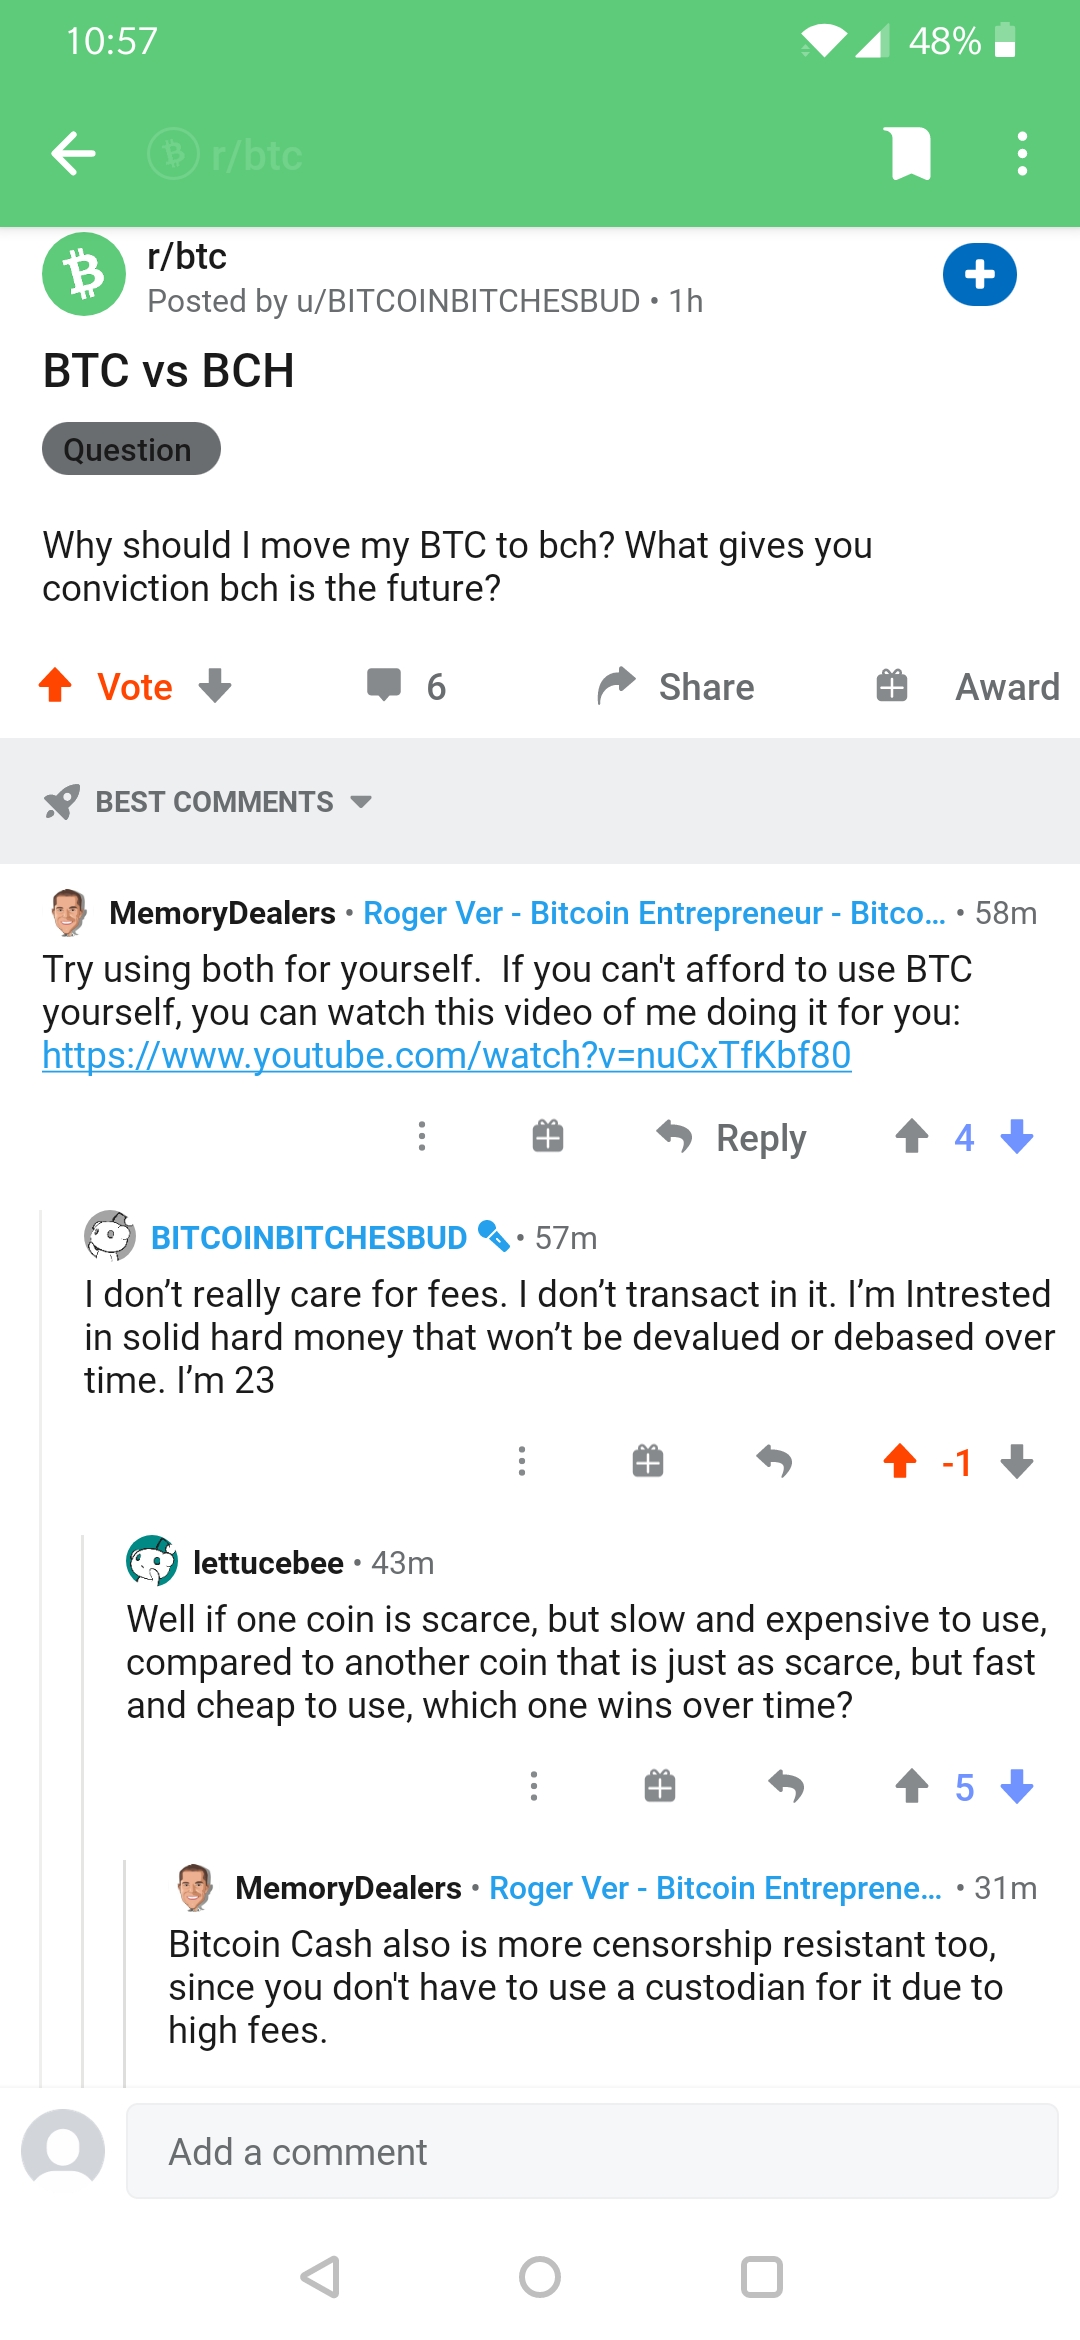 10:57
48%
r/btc
r/btc
Posted by u/BITCOINBITCHESBUD • 1h
BTC vs BCH
Question
Why should I move my BTC to bch? What gives you
conviction bch is the future?
Vote
6
Share
Award
BEST COMMENTS
MemoryDealers • Roger Ver - Bitcoin Entrepreneur - Bitco... • 58m
Try using both for yourself.  If you can't afford to use BTC
yourself, you can watch this video of me doing it for you:
https://www.youtube.com/watch?v=nuCxTfKbf80
Reply
4
BITCOINBITCHESBUD • 57m
I don’t really care for fees. I don’t transact in it. I’m Intrested
in solid hard money that won’t be devalued or debased over
time. I’m 23
-1
lettucebee • 43m
Well if one coin is scarce, but slow and expensive to use,
compared to another coin that is just as scarce, but fast
and cheap to use, which one wins over time?
5
MemoryDealers • Roger Ver - Bitcoin Entreprene... • 31m
Bitcoin Cash also is more censorship resistant too,
since you don't have to use a custodian for it due to
high fees.
Add a comment